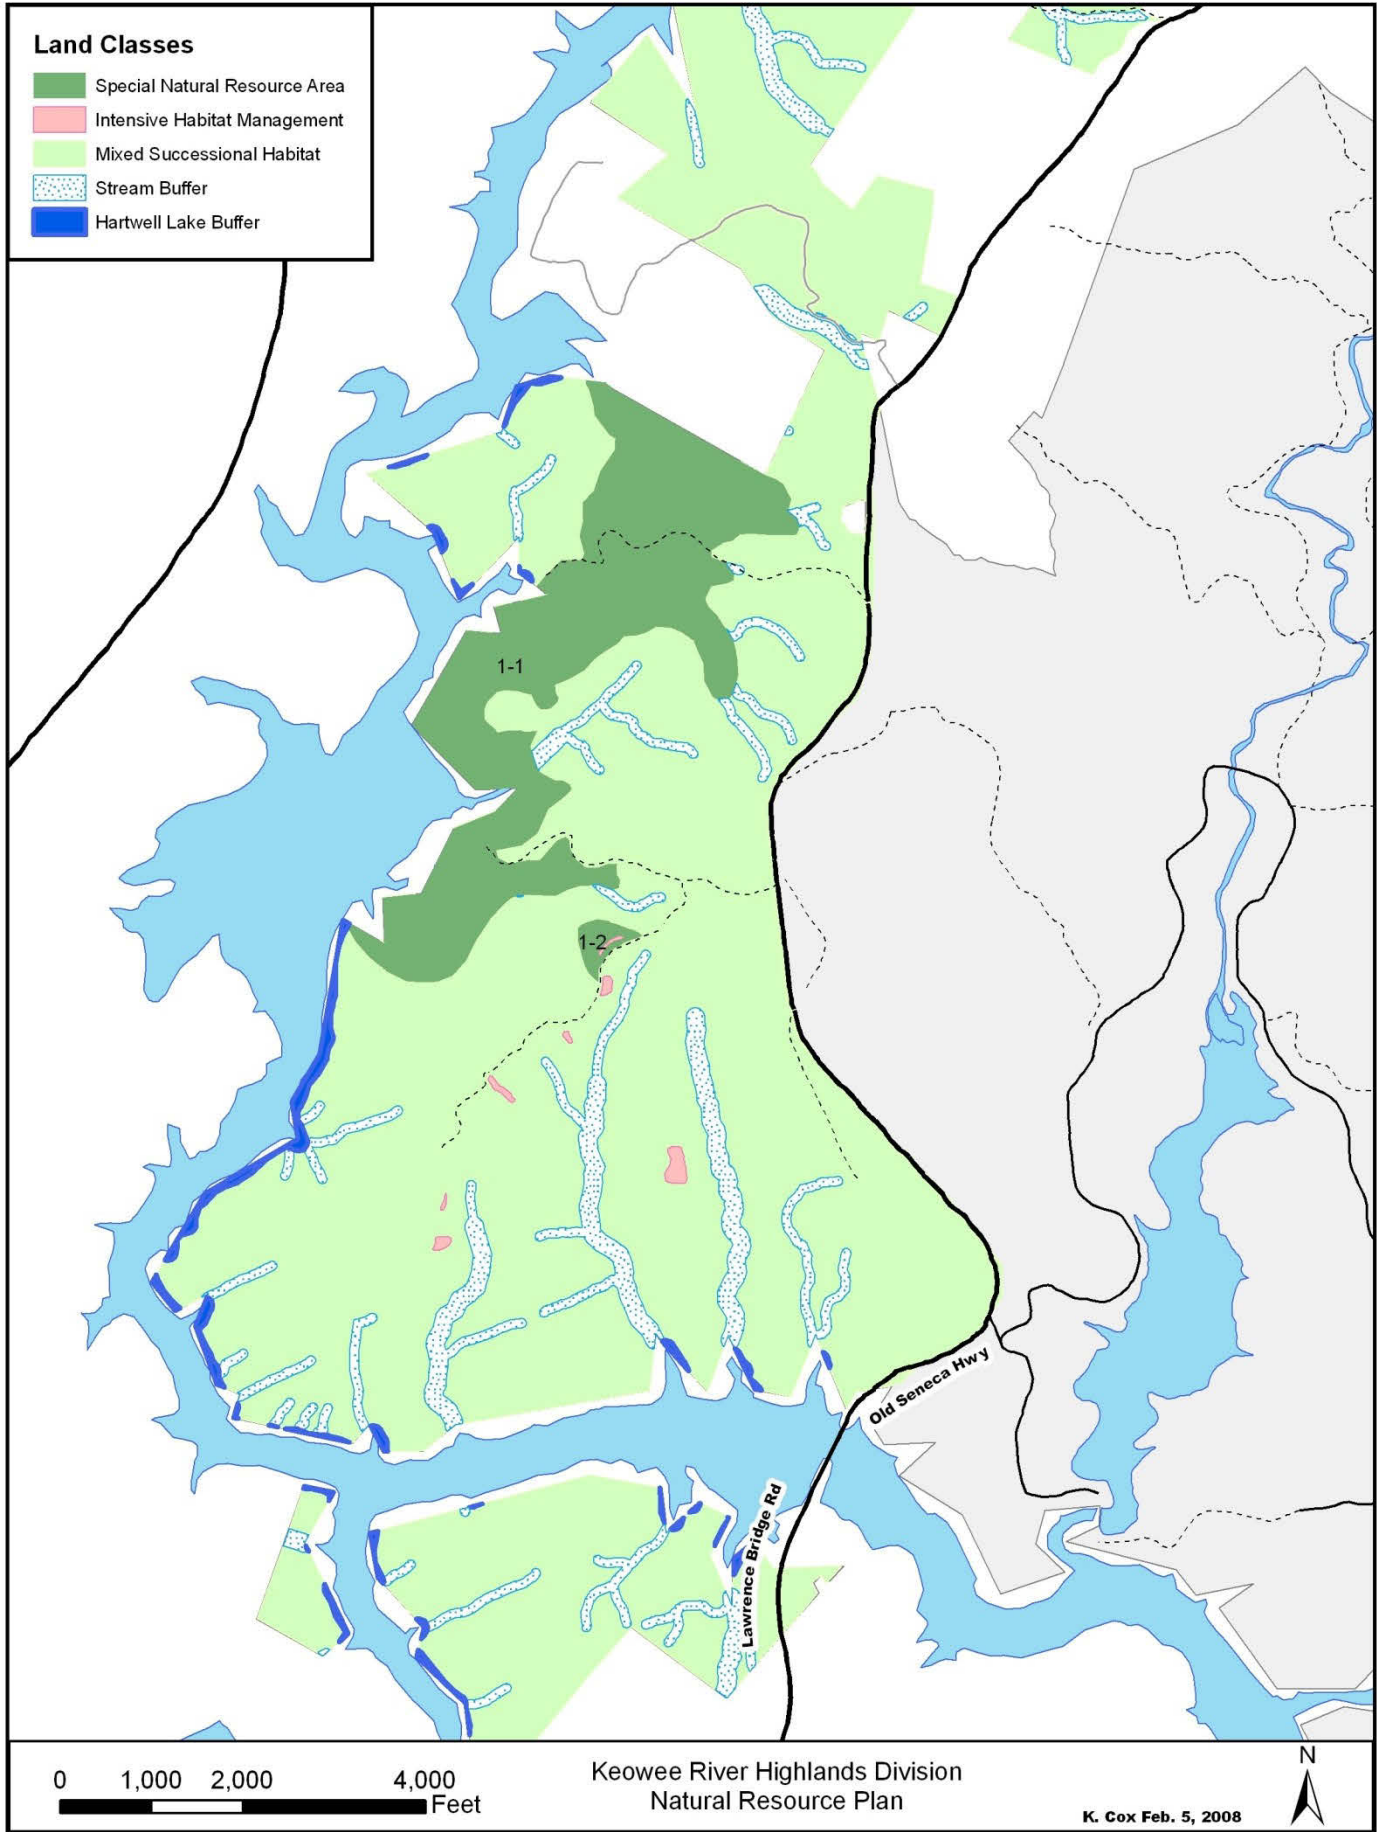 Land Classes
Special Natural Resource Area
Intensive Habitat Management
Mixed Successional Habitat
Stream Buffer
Hartwell Lake Buffer
1-1
1-2
Old Seneca Hwy
Lawrence Bridge Rd
0 1,000 2,000 4,000
Feet
Keowee River Highlands Division
Natural Resource Plan
K. Cox Feb. 5, 2008
N